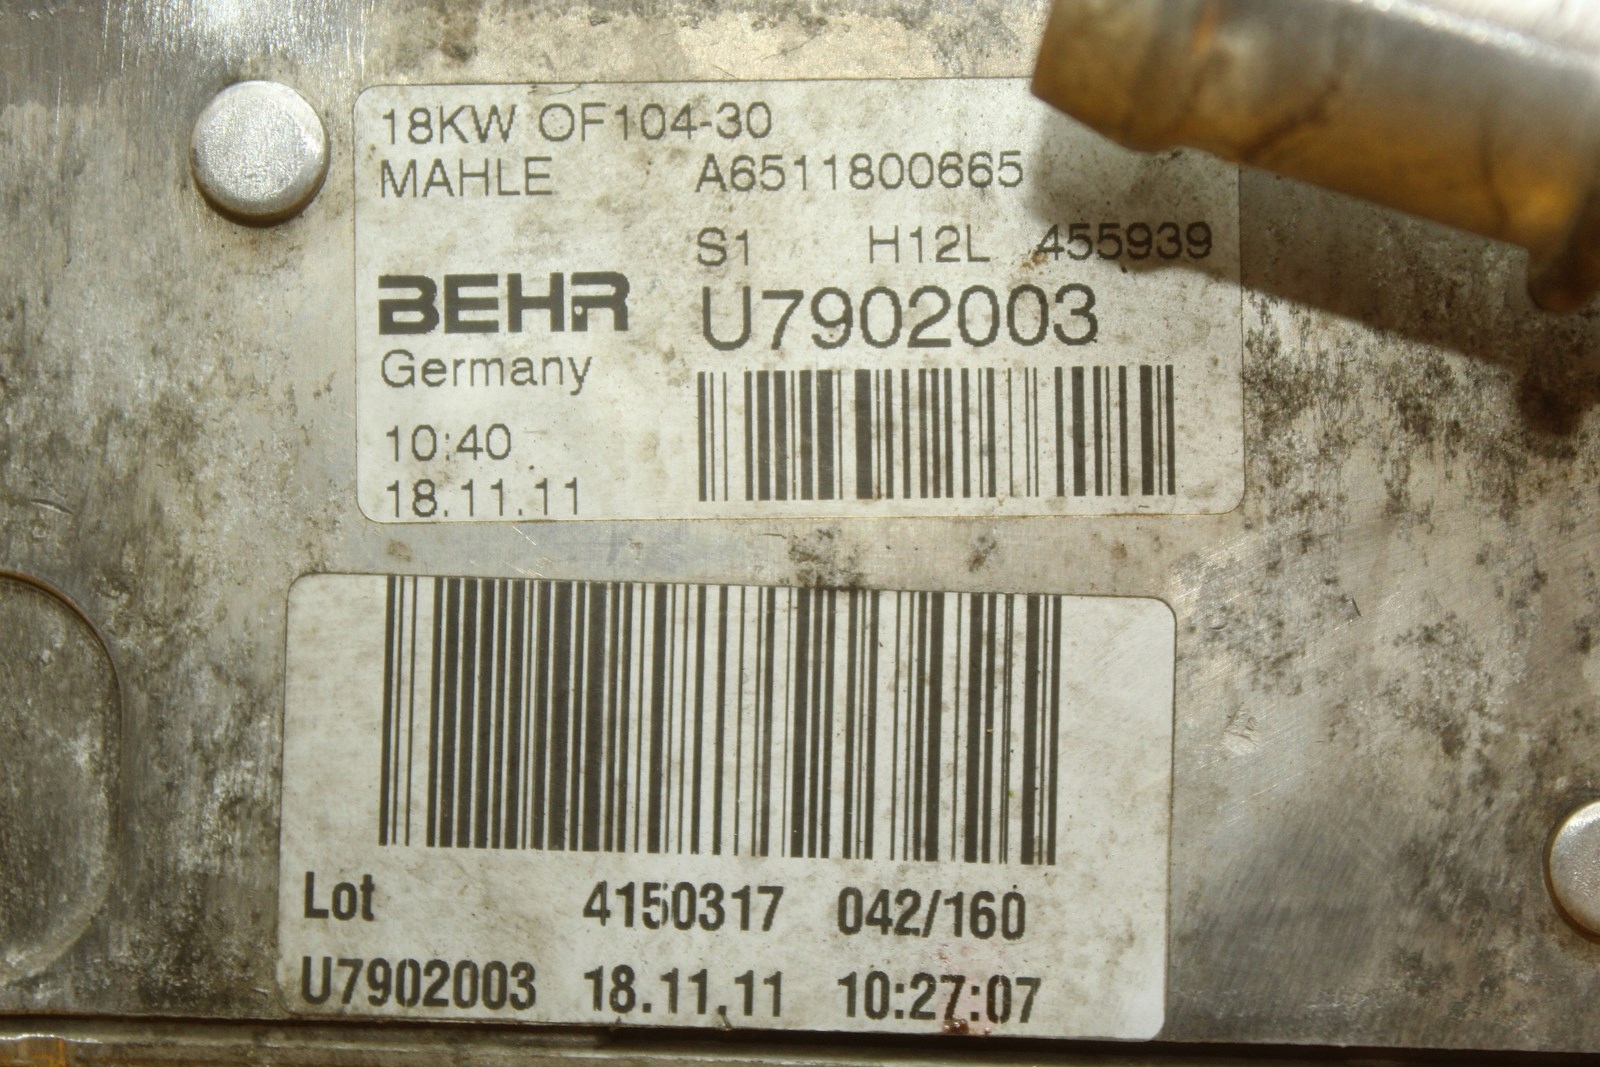 18KW OF104-30
MAHLE A6511800665
S1 H12L 455939
BEHR U7902003
Germany
10:40
18.11.11
Lot 4150317 042/160
U7902003 18.11.11 10:27:07